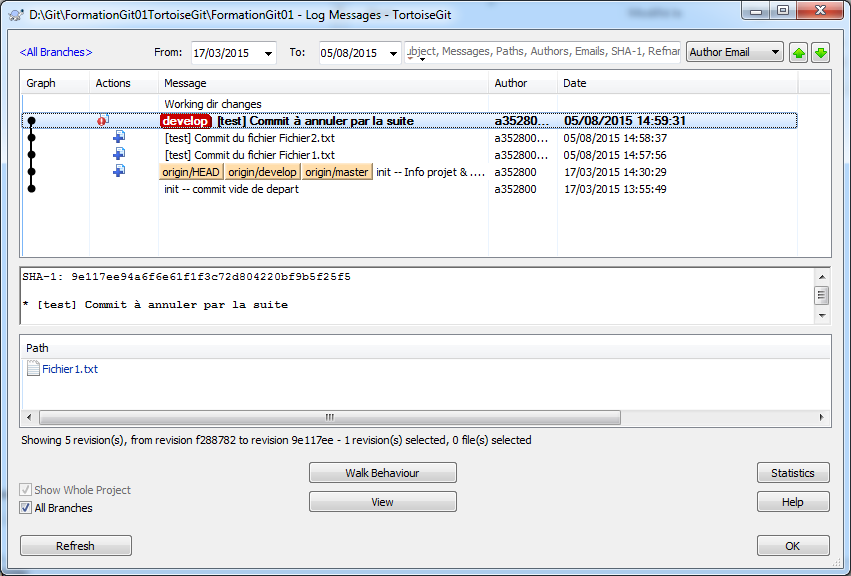 D:\Git\FormationGit01TortoiseGit\FormationGit01 - Log Messages - TortoiseGit
<All Branches> From: 17/03/2015 To: 05/08/2015 ubject, Messages, Paths, Authors, Emails, SHA-1, Refnar Author Email
Graph Actions Message Author Date
Working dir changes
develop [test] Commit à annuler par la suite a352800... 05/08/2015 14:59:31
[test] Commit du fichier Fichier2.txt a352800... 05/08/2015 14:58:37
[test] Commit du fichier Fichier1.txt a352800... 05/08/2015 14:57:56
origin/HEAD origin/develop origin/master init -- Info projet & .... a352800 17/03/2015 14:30:29
init -- commit vide de depart a352800 17/03/2015 13:55:49
SHA-1: 9e117ee94a6f6e61f1f3c72d804220bf9b5f25f5
* [test] Commit à annuler par la suite
Path
Fichier1.txt
Showing 5 revision(s), from revision f288782 to revision 9e117ee - 1 revision(s) selected, 0 file(s) selected
Walk Behaviour Statistics
Show Whole Project
View Help
All Branches
Refresh OK